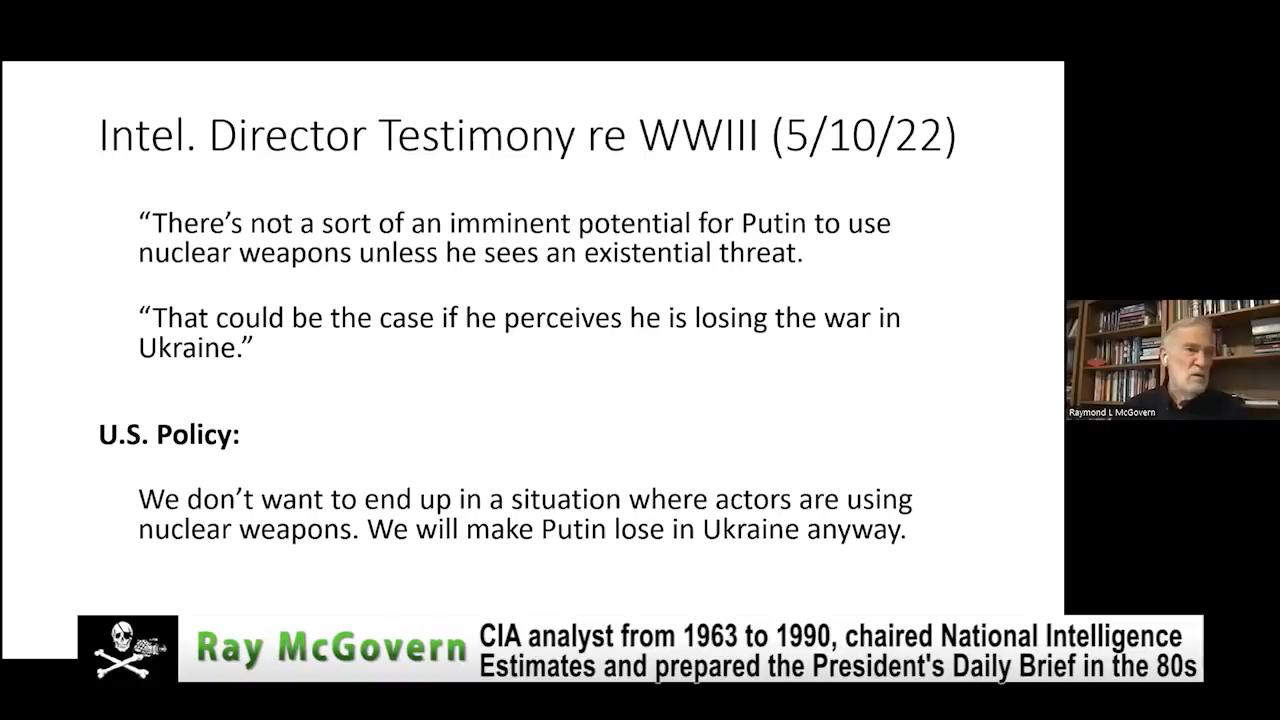 Intel. Director Testimony re WWIII (5/10/22)
“There’s not a sort of an imminent potential for Putin to use
nuclear weapons unless he sees an existential threat.
“That could be the case if he perceives he is losing the war in
Ukraine.”
U.S. Policy:
We don’t want to end up in a situation where actors are using
nuclear weapons. We will make Putin lose in Ukraine anyway.
Raymond L McGovern
Ray McGovern
CIA analyst from 1963 to 1990, chaired National Intelligence
Estimates and prepared the President's Daily Brief in the 80s